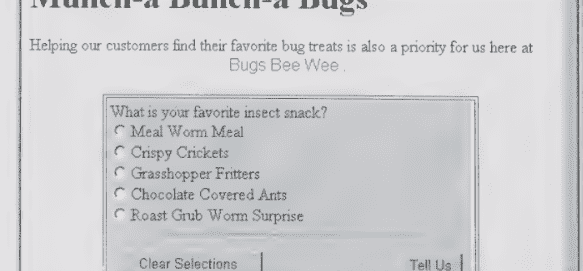 Munch-a Bunch-a Bugs
Helping our customers find their favorite bug treats is also a priority for us here at
Bugs Bee Wee .
What is your favorite insect snack?
Meal Worm Meal
Crispy Crickets
Grasshopper Fritters
Chocolate Covered Ants
Roast Grub Worm Surprise
Clear Selections
Tell Us